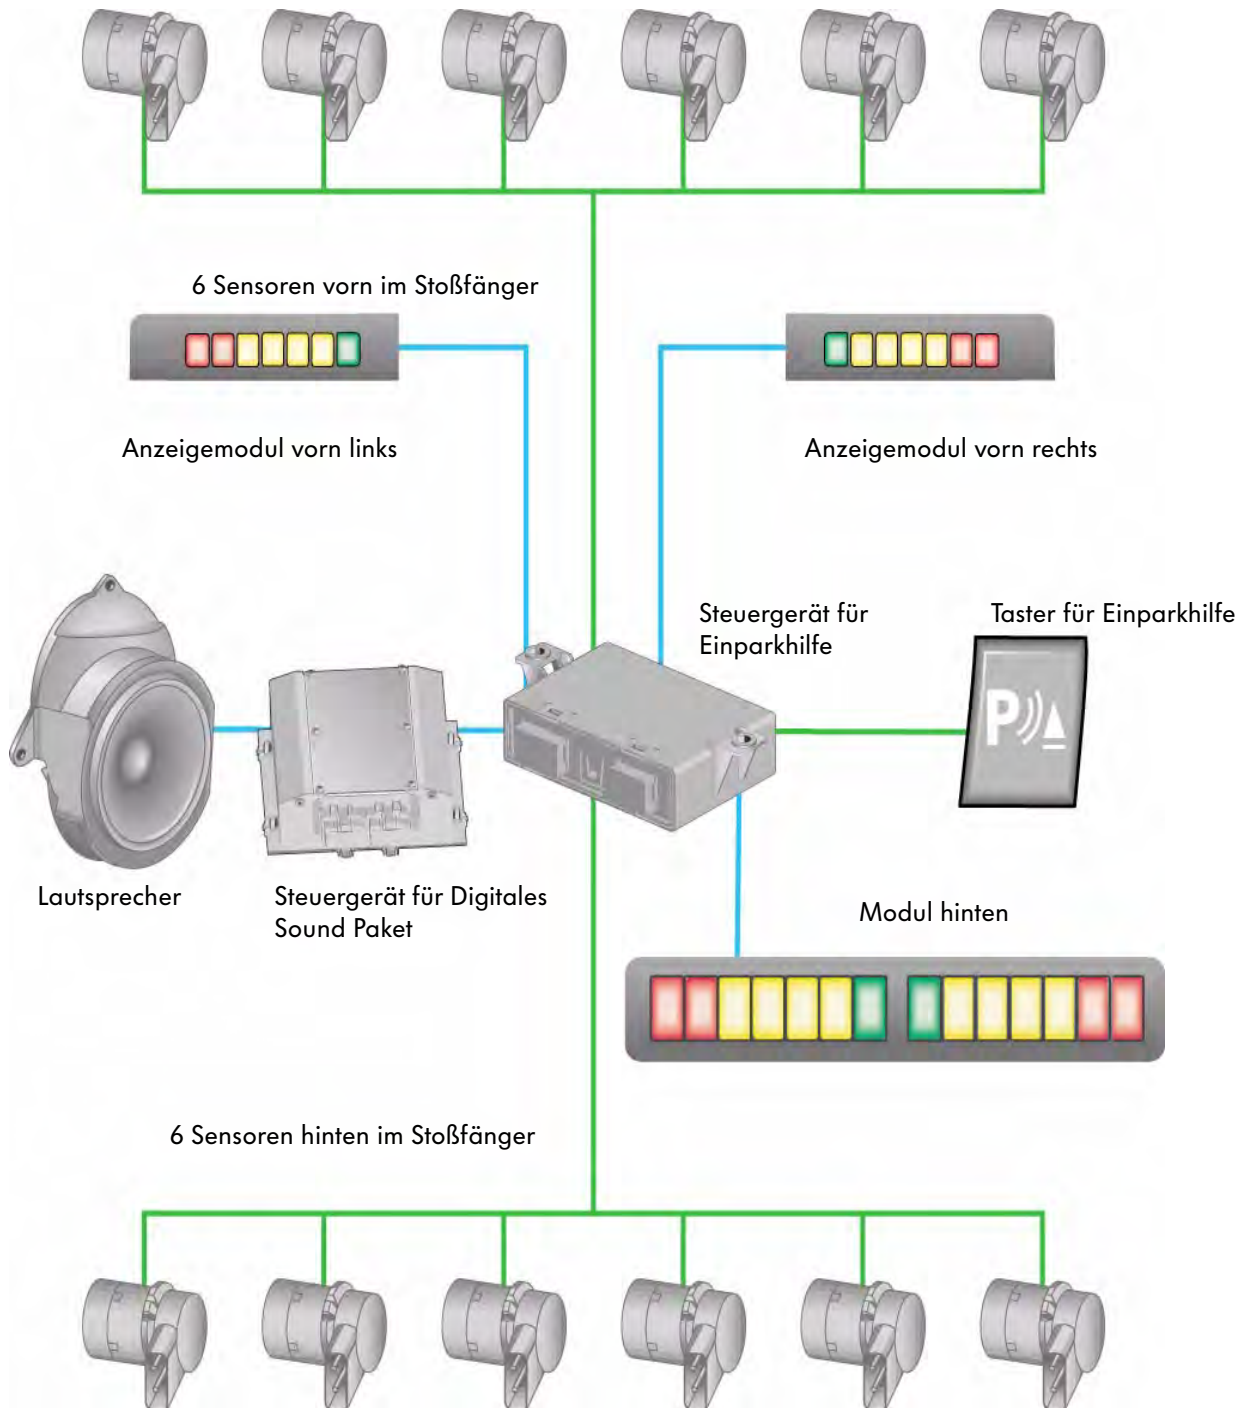 6 Sensoren vorn im Stoßfänger
Anzeigemodul vorn links
Anzeigemodul vorn rechts
Steuergerät für
Einparkhilfe
Taster für Einparkhilfe
P
Lautsprecher
Steuergerät für Digitales
Sound Paket
Modul hinten
6 Sensoren hinten im Stoßfänger